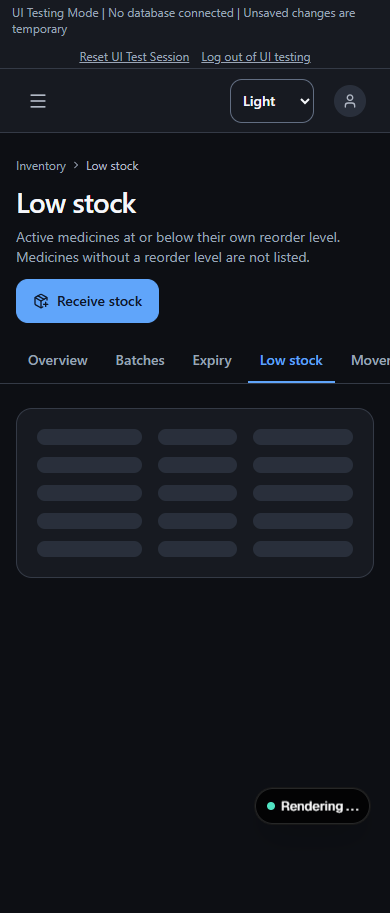 UI Testing Mode | No database connected | Unsaved changes are
temporary
Reset UI Test Session Log out of UI testing
Light
Inventory > Low stock
Low stock
Active medicines at or below their own reorder level.
Medicines without a reorder level are not listed.
Receive stock
Overview Batches Expiry Low stock Mover
Rendering ...